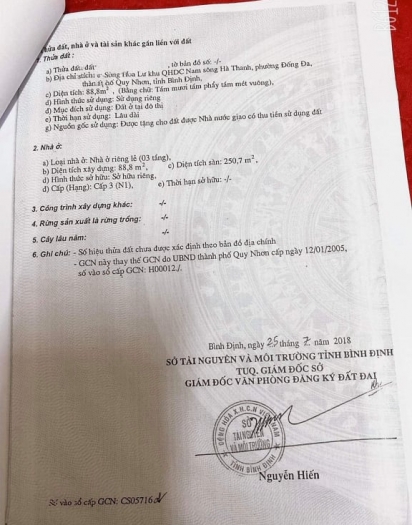 Thửa đất, nhà ở và tài sản khác gắn liền với đất
1. Thửa đất:
a) Thửa đất: đất , tờ bản đồ số: -/-
b) Địa chỉ Hoa Lư khu QHDC Nam sông Hà Thanh, phường Đống Đa,
thành phố Quy Nhơn, tỉnh Bình Định,
c) Diện tích: 88,8m², (Bằng chữ: Tám mươi tám phẩy tám mét vuông),
d) Hình thức sử dụng: Sử dụng riêng
đ) Mục đích sử dụng: Đất ở tại đô thị
e) Thời hạn sử dụng: Lâu dài
g) Nguồn gốc sử dụng: Được tặng cho đất được Nhà nước giao có thu tiền sử dụng đất
2. Nhà ở:
a) Loại nhà ở: Nhà ở riêng lẻ (03 tầng),
b) Diện tích xây dựng: 88,8 m², c) Diện tích sàn: 250,7 m²,
d) Hình thức sở hữu: Sở hữu riêng,
đ) Cấp (Hạng): Cấp 3 (N1), e) Thời hạn sở hữu: -/-
3. Công trình xây dựng khác: -/-
4. Rừng sản xuất là rừng trồng: -/-
5. Cây lâu năm: -/-
6. Ghi chú: - Số hiệu thửa đất chưa được xác định theo bản đồ địa chính
- GCN này thay thế GCN do UBND thành phố Quy Nhơn cấp ngày 12/01/2005,
số vào sổ cấp GCN: H00012./.
Bình Định, ngày 25 tháng 7 năm 2018
SỞ TÀI NGUYÊN VÀ MÔI TRƯỜNG TỈNH BÌNH ĐỊNH
TUQ. GIÁM ĐỐC SỞ
GIÁM ĐỐC VĂN PHÒNG ĐĂNG KÝ ĐẤT ĐAI
CỘNG HÒA X.H.C.N VIỆT NAM
SỞ
TÀI NGUYÊN
VÀ MÔI TRƯỜNG
TỈNH BÌNH ĐỊNH
Nguyễn Hiến
Số vào sổ cấp GCN: CS05716